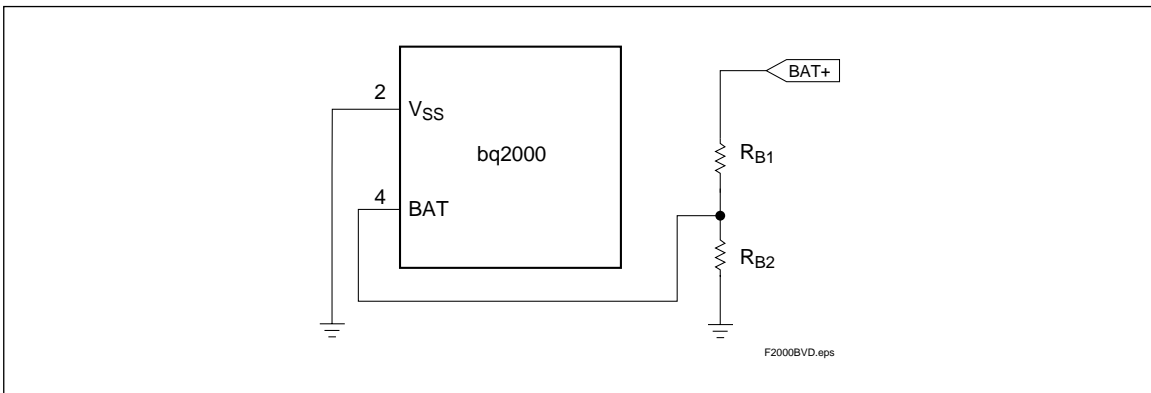 BAT+
2
VSS
RB1
bq2000
4
BAT
RB2
F2000BVD.eps